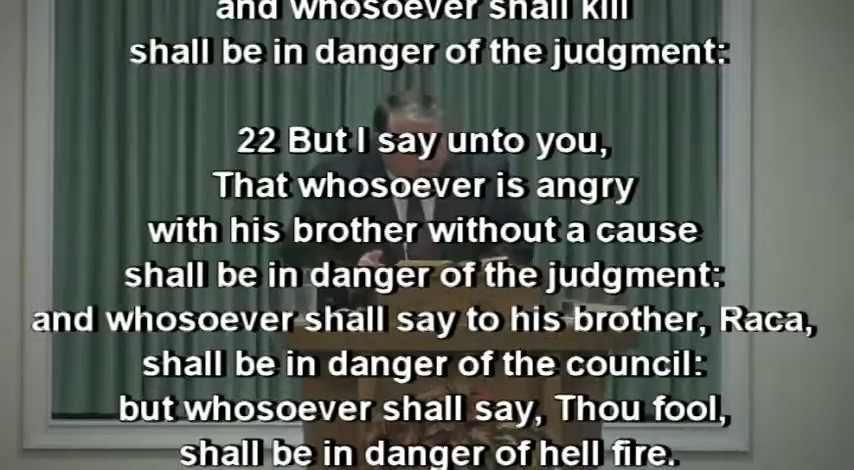 and whosoever shall kill
shall be in danger of the judgment:
22 But I say unto you,
That whosoever is angry
with his brother without a cause
shall be in danger of the judgment:
and whosoever shall say to his brother, Raca,
shall be in danger of the council:
but whosoever shall say, Thou fool,
shall be in danger of hell fire.